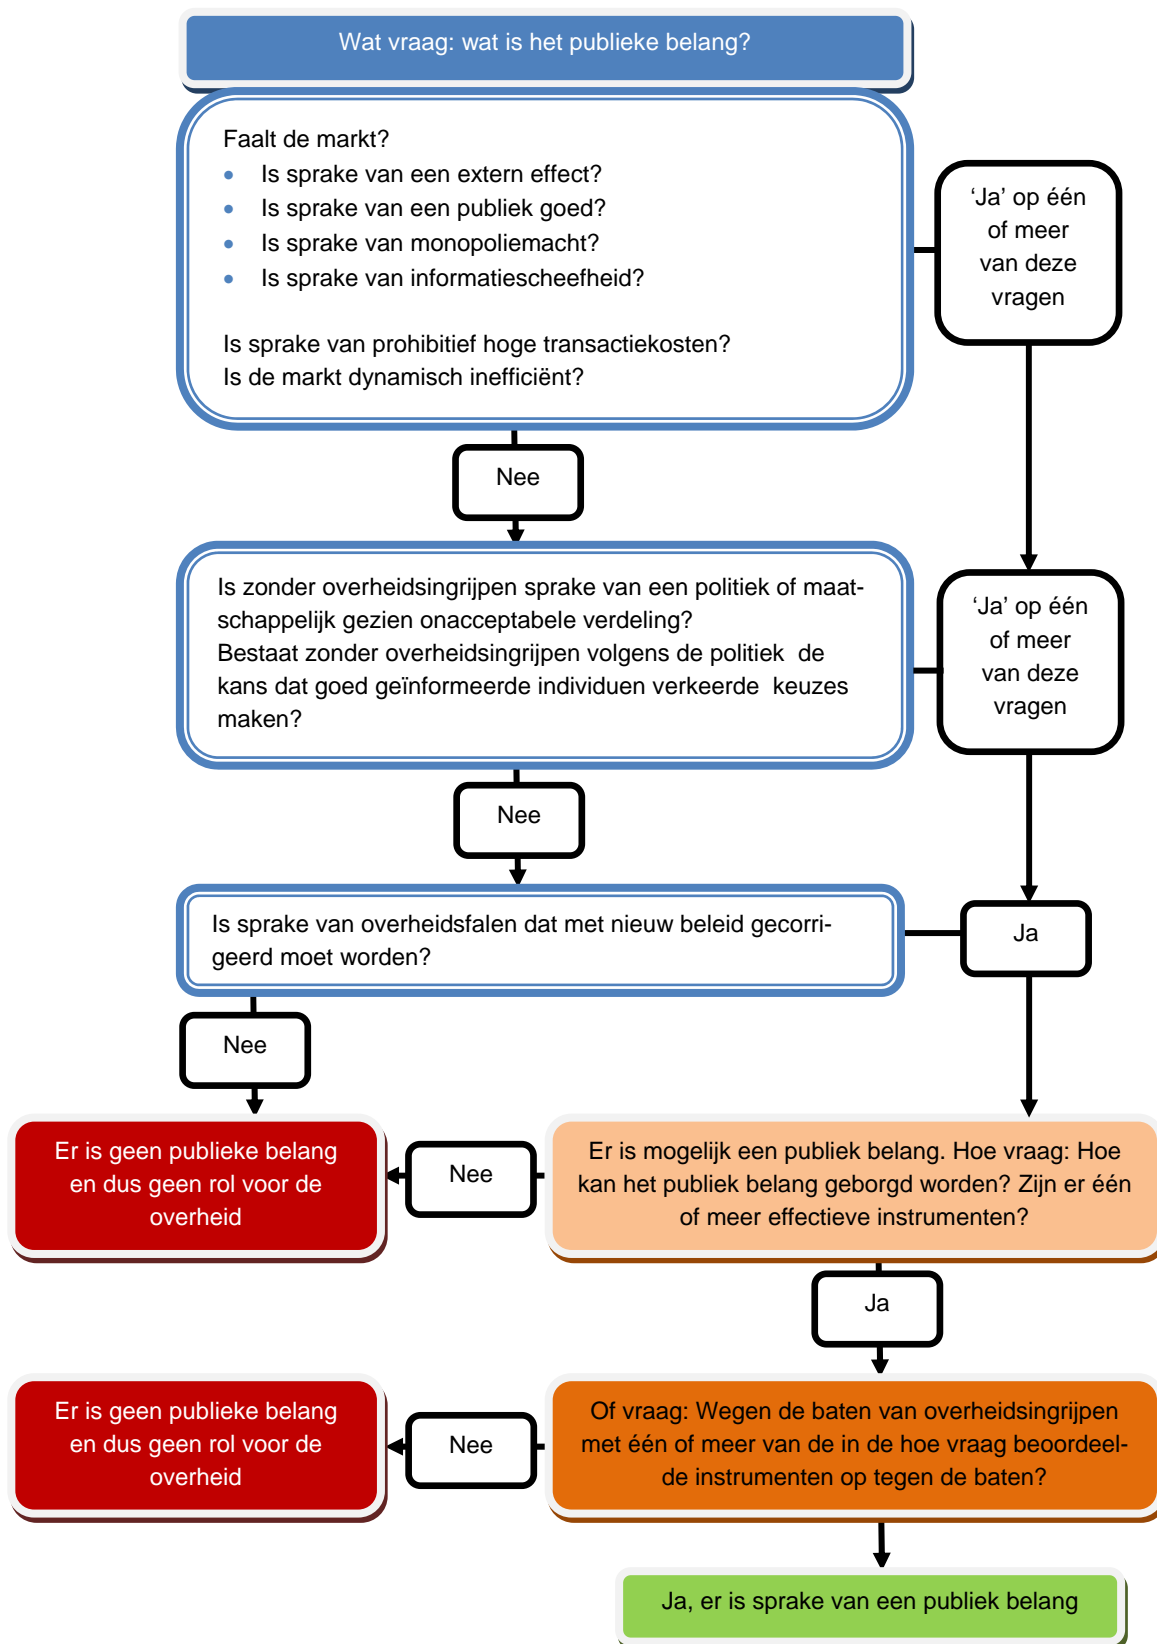 Wat vraag: wat is het publieke belang?
Faalt de markt?
• Is sprake van een extern effect?
• Is sprake van een publiek goed?
• Is sprake van monopoliemacht?
• Is sprake van informatiescheefheid?
Is sprake van prohibitief hoge transactiekosten?
Is de markt dynamisch inefficiënt?
‘Ja’ op één
of meer
van deze
vragen
Nee
Is zonder overheidsingrijpen sprake van een politiek of maat-
schappelijk gezien onacceptabele verdeling?
Bestaat zonder overheidsingrijpen volgens de politiek de
kans dat goed geïnformeerde individuen verkeerde keuzes
maken?
‘Ja’ op één
of meer
van deze
vragen
Nee
Is sprake van overheidsfalen dat met nieuw beleid gecorri-
geerd moet worden?
Ja
Nee
Er is geen publieke belang
en dus geen rol voor de
overheid
Nee
Er is mogelijk een publiek belang. Hoe vraag: Hoe
kan het publiek belang geborgd worden? Zijn er één
of meer effectieve instrumenten?
Ja
Er is geen publieke belang
en dus geen rol voor de
overheid
Nee
Of vraag: Wegen de baten van overheidsingrijpen
met één of meer van de in de hoe vraag beoordeel-
de instrumenten op tegen de baten?
Ja, er is sprake van een publiek belang